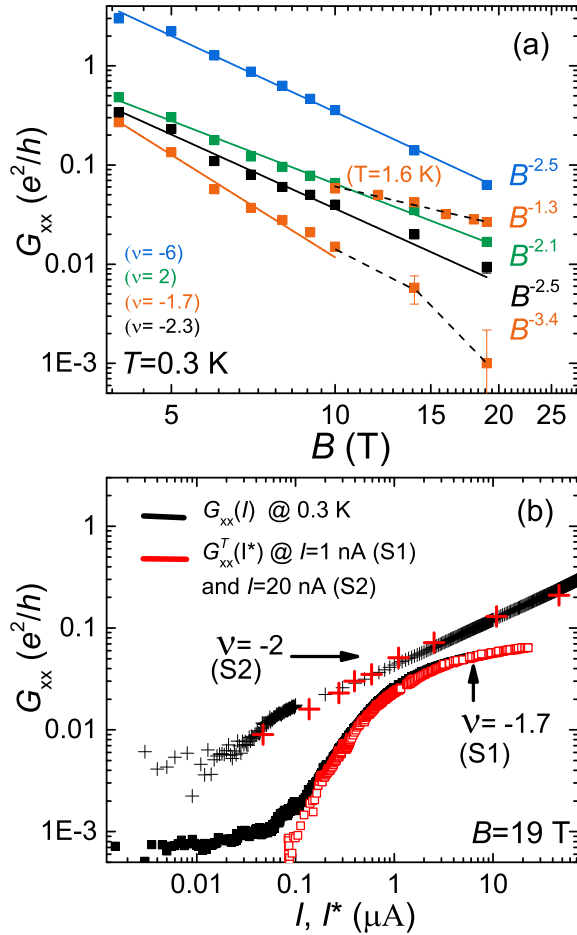 (a)
1
0.1
0.01
1E-3
G_xx (e²/h)
(T=1.6 K)
B^-2.5
B^-1.3
B^-2.1
B^-2.5
B^-3.4
(ν= -6)
(ν= 2)
(ν= -1.7)
(ν= -2.3)
T=0.3 K
5 10 15 20 25
B (T)
(b)
G_xx(I) @ 0.3 K
G^T_xx(I*) @ I=1 nA (S1)
and I=20 nA (S2)
1
0.1
0.01
1E-3
G_xx (e²/h)
ν= -2
(S2)
ν= -1.7
(S1)
B=19 T
0.01 0.1 1 10
I, I* (μA)